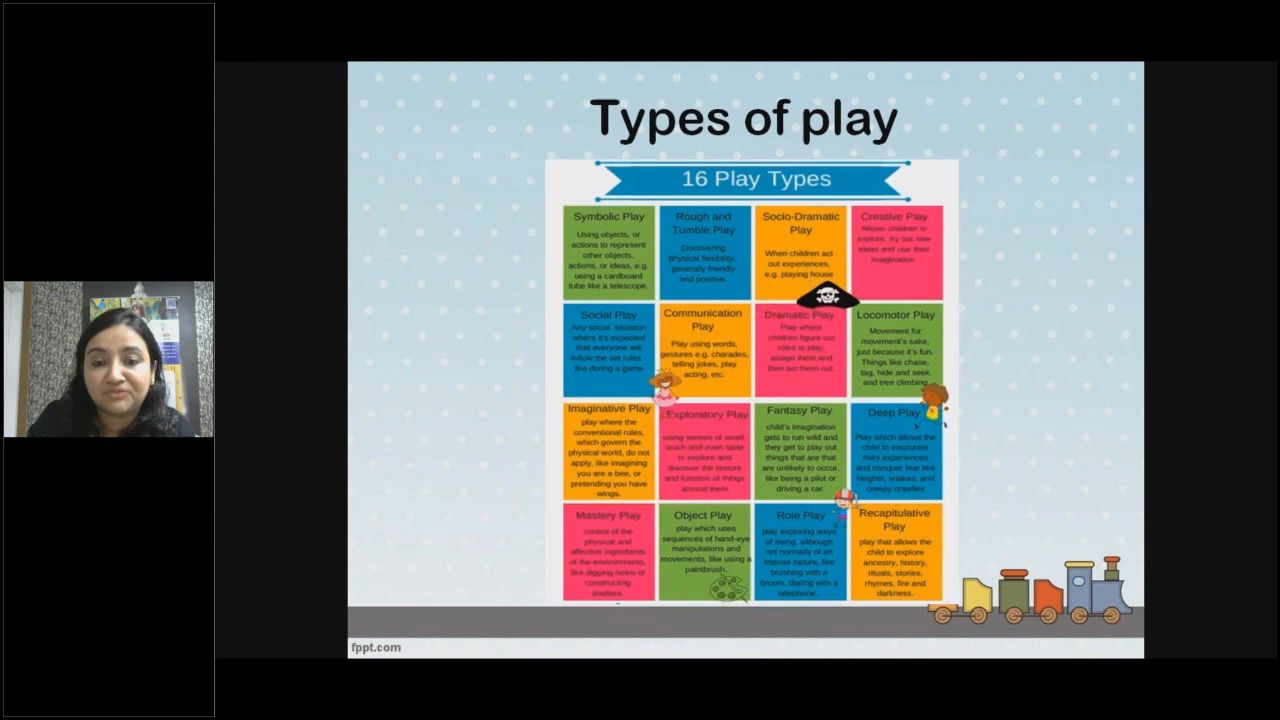 Types of play
16 Play Types
Symbolic Play
Using objects, or
actions to represent
other objects,
actions, or ideas, e.g.
using a cardboard
tube like a telescope.
Rough and
Tumble Play
Discovering
physical flexibility,
generally friendly
and positive.
Socio-Dramatic
Play
When children act
out experiences,
e.g. playing house
Creative Play
Allows children to
explore, try out new
ideas and use their
imagination.
Social Play
Any social situation
where it's expected
that everyone will
follow the set rules
like during a game
Communication
Play
Play using words,
gestures e.g. charades,
telling jokes, play
acting, etc.
Dramatic Play
Play where
children figure out
roles to play,
assign them and
then act them out
Locomotor Play
Movement for
movement's sake,
just because it's fun.
Things like chase,
tag, hide and seek
and tree climbing
Imaginative Play
play where the
conventional rules,
which govern the
physical world, do not
apply, like imagining
you are a bee, or
pretending you have
wings.
Exploratory Play
using senses of smell,
touch and even taste
to explore and
discover the texture
and function of things
around them
Fantasy Play
child's imagination
gets to run wild and
they get to play out
things that are that
are unlikely to occur,
like being a pilot or
driving a car
Deep Play
Play which allows the
child to encounter
risky experiences
and conquer fear like
heights, snakes, and
creepy crawlies
Mastery Play
control of the
physical and
affective ingredients
of the environments,
like digging holes or
constructing
shelters.
Object Play
play which uses
sequences of hand-eye
manipulations and
movements, like using a
paintbrush.
Role Play
play exploring ways
of being, although
not normally of an
intense nature, like
brushing with a
broom, dialing with a
telephone.
Recapitulative
Play
play that allows the
child to explore
ancestry, history,
rituals, stories,
rhymes, fire and
darkness.
fppt.com